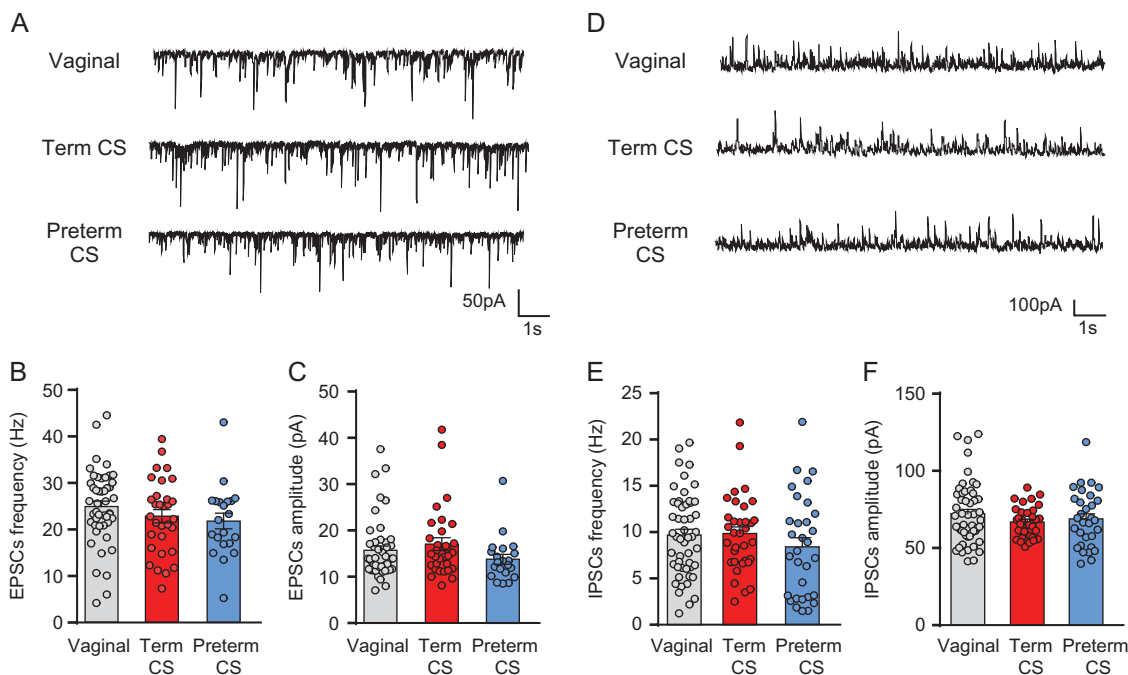 A
Vaginal
Term CS
Preterm
CS
50pA
1s
D
Vaginal
Term CS
Preterm
CS
100pA
1s
B
EPSCs frequency (Hz)
50
40
30
20
10
0
Vaginal
Term
CS
Preterm
CS
C
EPSCs amplitude (pA)
50
40
30
20
10
0
Vaginal
Term
CS
Preterm
CS
E
IPSCs frequency (Hz)
25
20
15
10
5
0
Vaginal
Term
CS
Preterm
CS
F
IPSCs amplitude (pA)
150
100
50
0
Vaginal
Term
CS
Preterm
CS